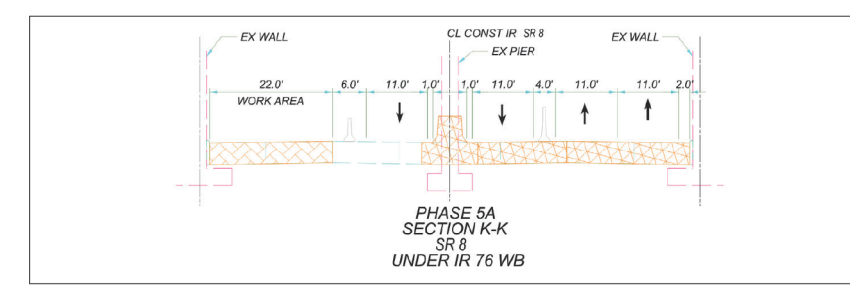 EX WALL
CL CONST IR SR 8
EX WALL
EX PIER
22.0' 6.0' 11.0' 1.0' 1.0' 11.0' 4.0' 11.0' 11.0' 2.0'
WORK AREA
PHASE 5A
SECTION K-K
SR 8
UNDER IR 76 WB